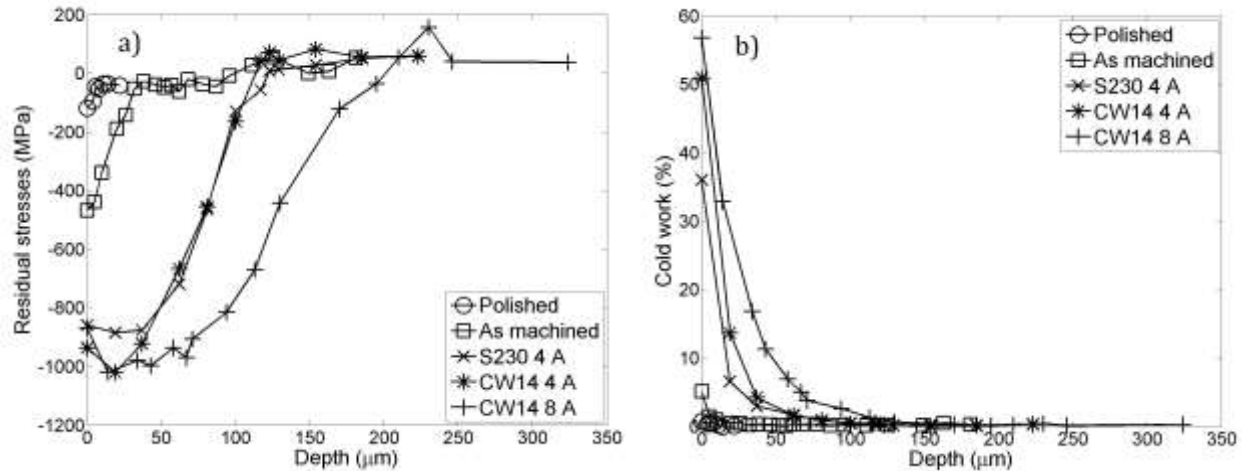 a)
Residual stresses (MPa)
200
0
-200
-400
-600
-800
-1000
-1200
0 50 100 150 200 250 300 350
Depth (μm)
Polished
As machined
S230 4 A
CW14 4 A
CW14 8 A
b)
Cold work (%)
60
50
40
30
20
10
0
0 50 100 150 200 250 300 350
Depth (μm)
Polished
As machined
S230 4 A
CW14 4 A
CW14 8 A